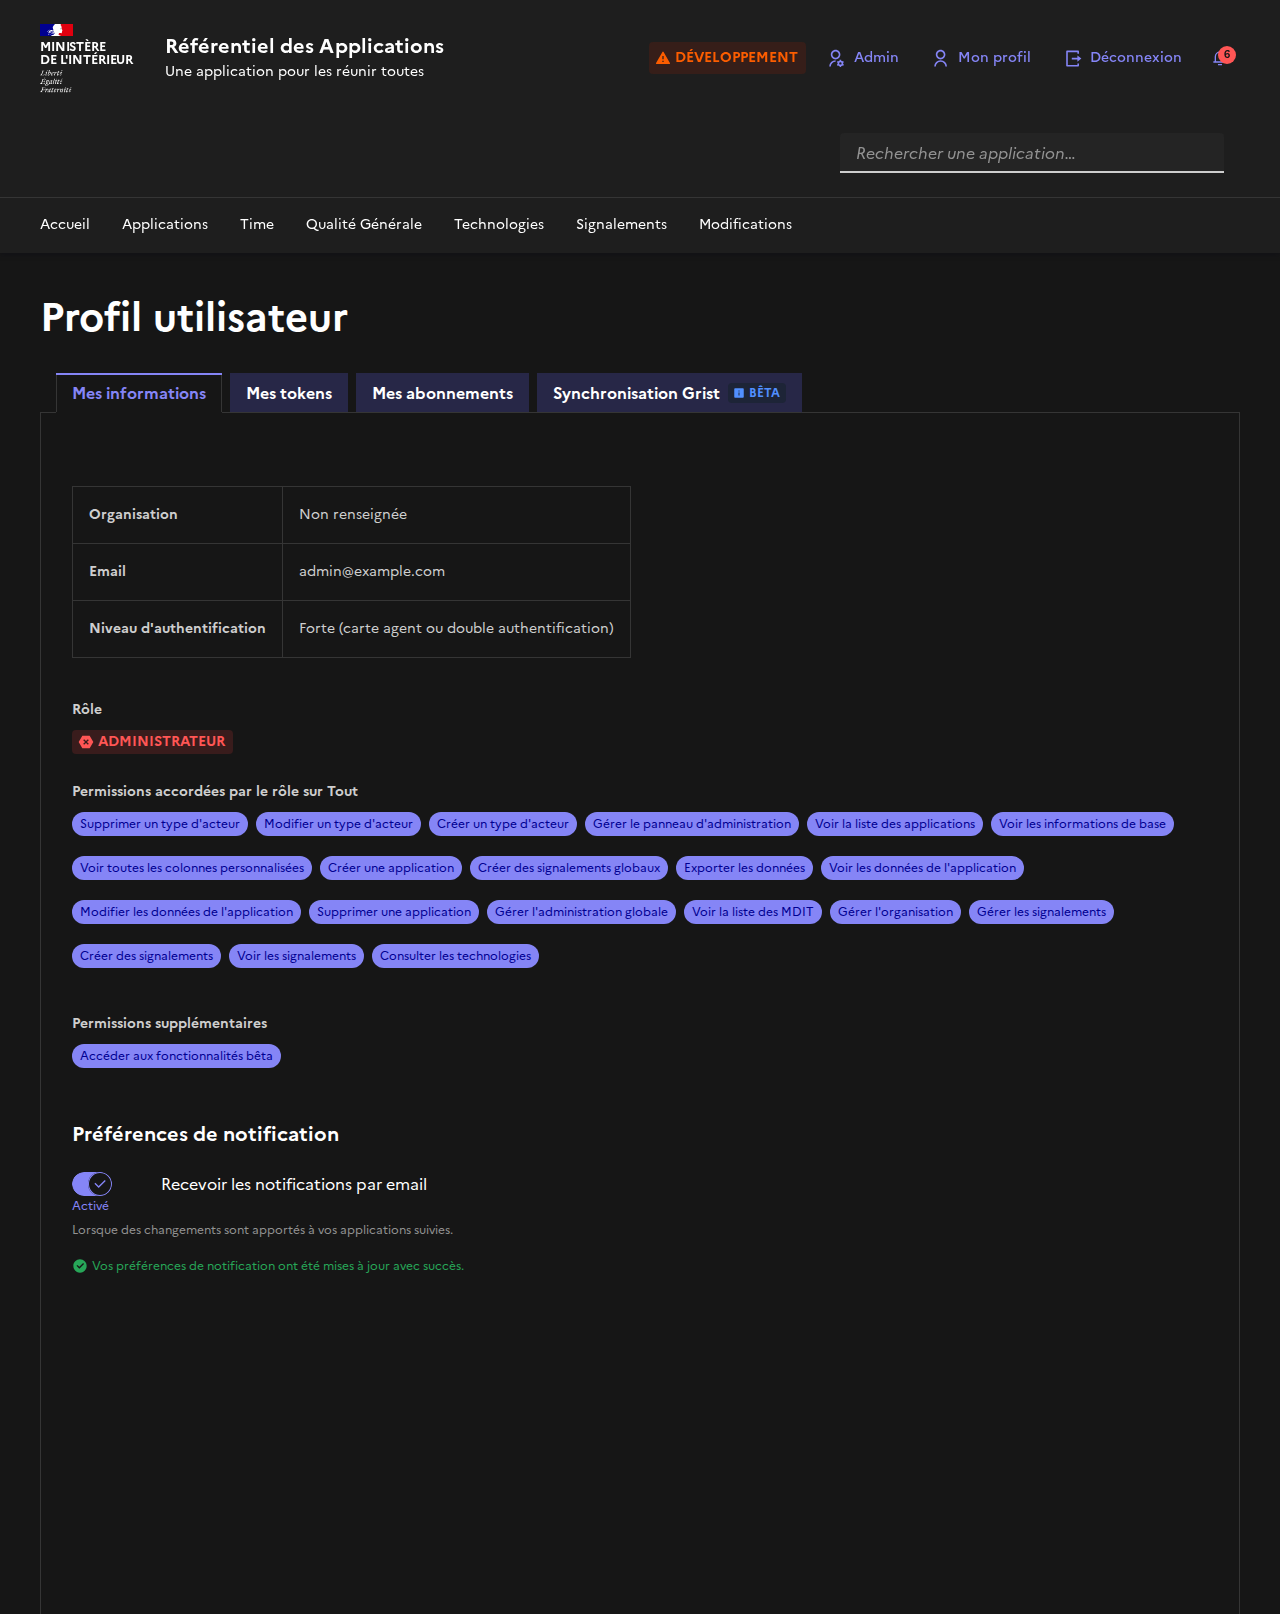 MINISTÈRE
DE L'INTÉRIEUR
Liberté
Égalité
Fraternité
Référentiel des Applications
Une application pour les réunir toutes
DÉVELOPPEMENT
Admin
Mon profil
Déconnexion
6
Rechercher une application…
Accueil
Applications
Time
Qualité Générale
Technologies
Signalements
Modifications
Profil utilisateur
Mes informations
Mes tokens
Mes abonnements
Synchronisation Grist BÊTA
Organisation Non renseignée
Email admin@example.com
Niveau d'authentification Forte (carte agent ou double authentification)
Rôle
ADMINISTRATEUR
Permissions accordées par le rôle sur Tout
Supprimer un type d'acteur Modifier un type d'acteur Créer un type d'acteur Gérer le panneau d'administration Voir la liste des applications Voir les informations de base
Voir toutes les colonnes personnalisées Créer une application Créer des signalements globaux Exporter les données Voir les données de l'application
Modifier les données de l'application Supprimer une application Gérer l'administration globale Voir la liste des MDIT Gérer l'organisation Gérer les signalements
Créer des signalements Voir les signalements Consulter les technologies
Permissions supplémentaires
Accéder aux fonctionnalités bêta
Préférences de notification
Recevoir les notifications par email
Activé
Lorsque des changements sont apportés à vos applications suivies.
Vos préférences de notification ont été mises à jour avec succès.